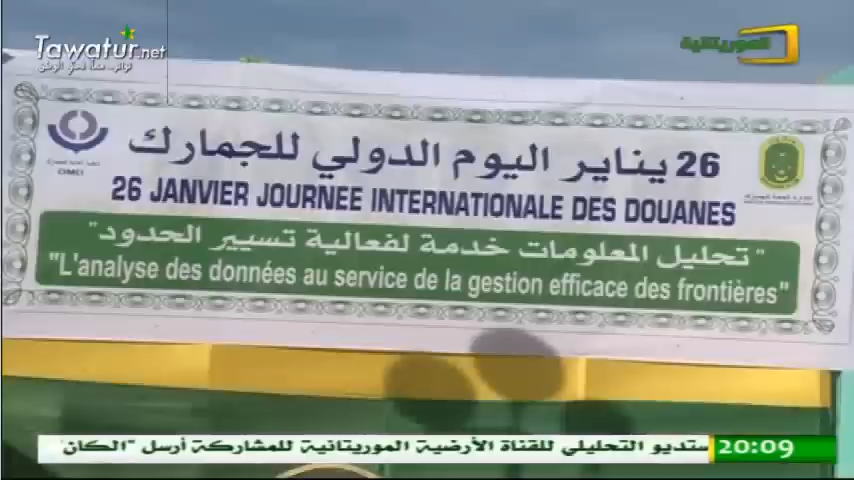 Tawatur.net
الموريتانية
26 يناير اليوم الدولي للجمارك
OMD
26 JANVIER JOURNEE INTERNATIONALE DES DOUANES
" تحليل المعلومات خدمة لفعالية تسيير الحدود "
"L'analyse des données au service de la gestion efficace des frontières"
ستديو التحليلي للقناة الأرضية الموريتانية للمشاركة أرسل "الكان"
20:09